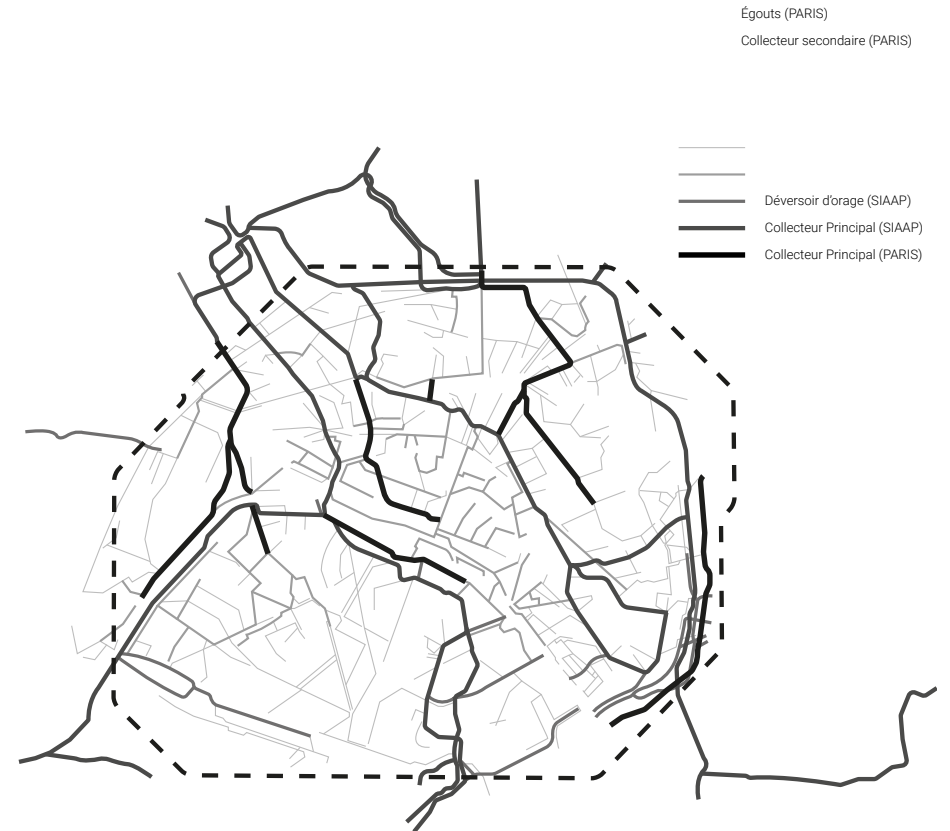 Égouts (PARIS)
Collecteur secondaire (PARIS)
Déversoir d'orage (SIAAP)
Collecteur Principal (SIAAP)
Collecteur Principal (PARIS)